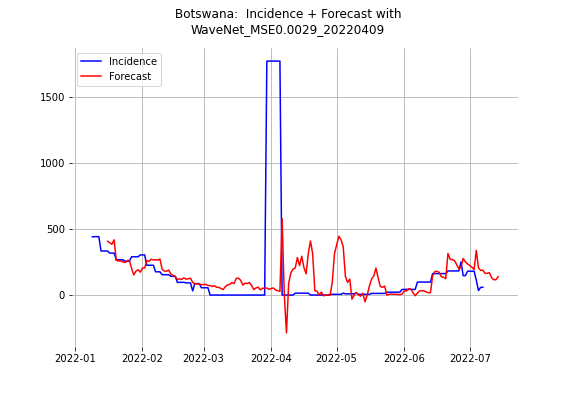 Botswana:  Incidence + Forecast with
WaveNet_MSE0.0029_20220409
Incidence
Forecast
1500
1000
500
0
2022-01 2022-02 2022-03 2022-04 2022-05 2022-06 2022-07